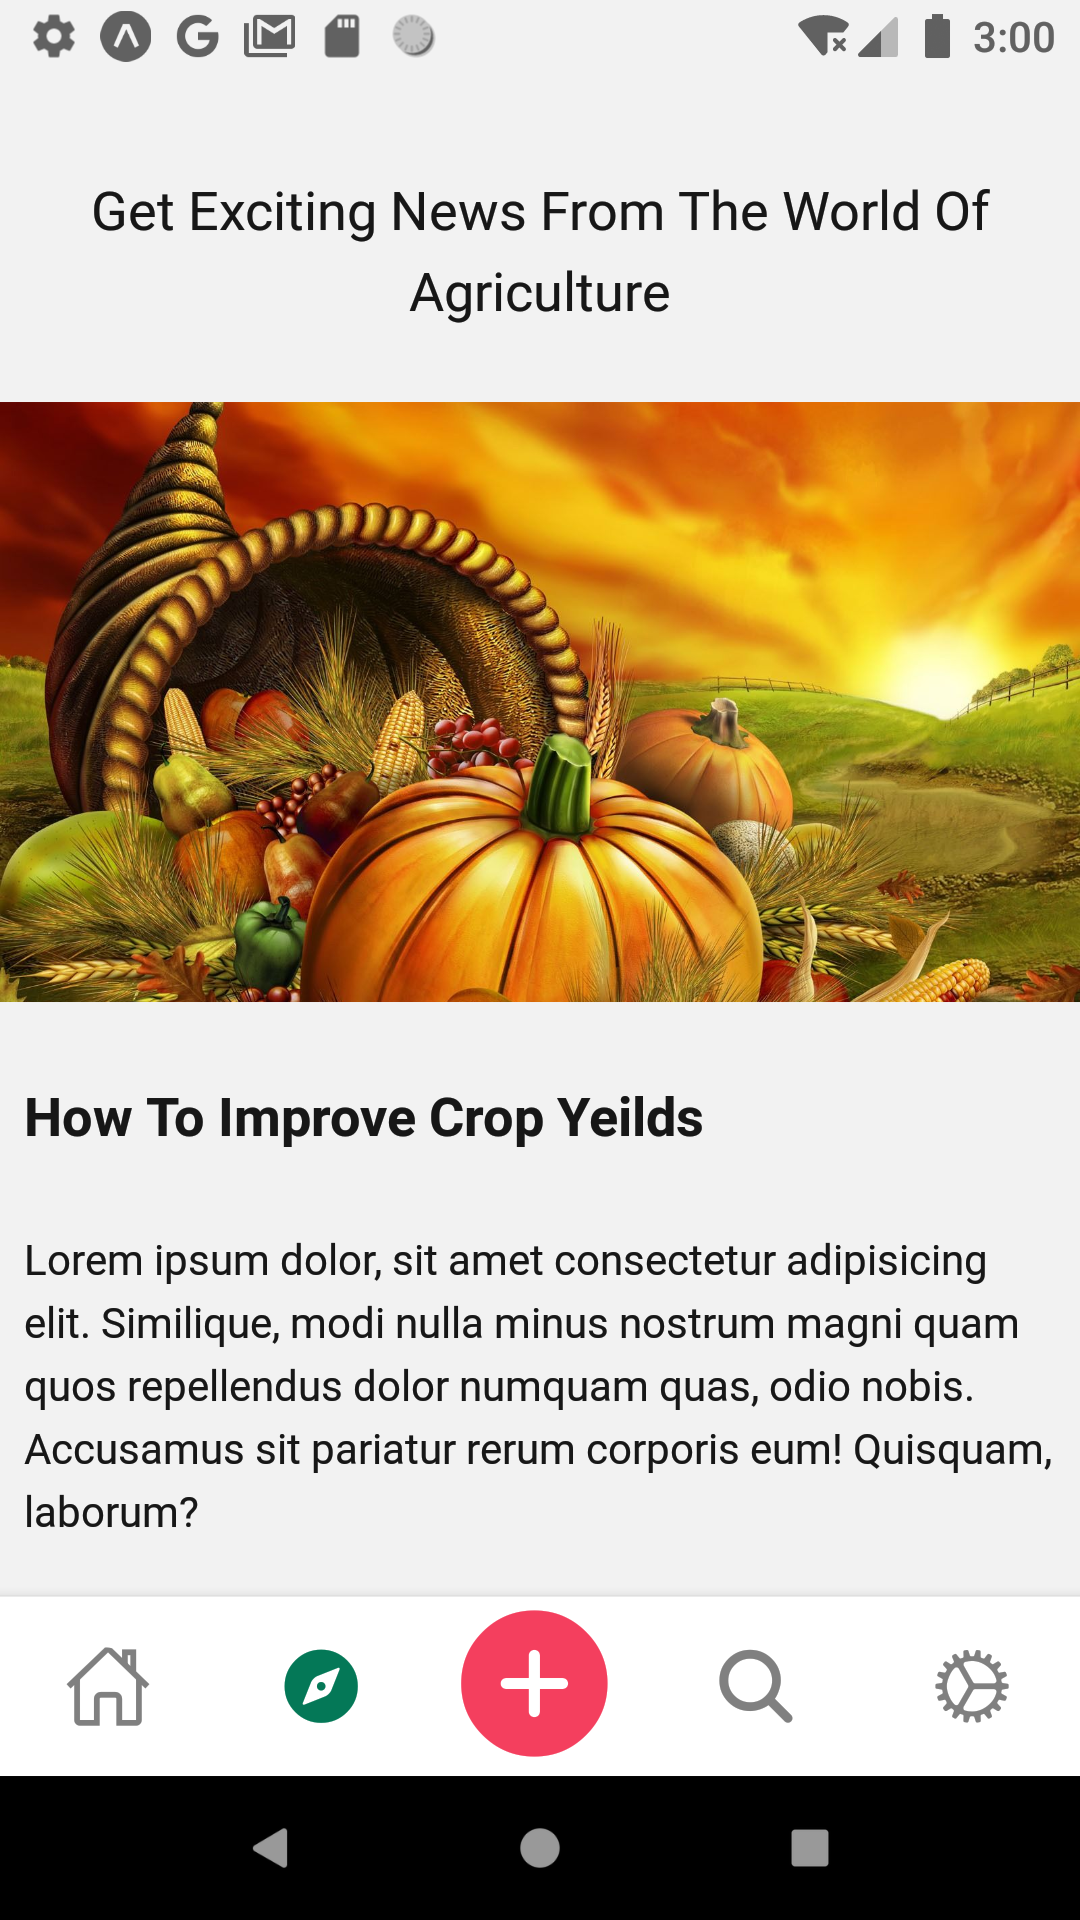 3:00
Get Exciting News From The World Of
Agriculture
How To Improve Crop Yeilds
Lorem ipsum dolor, sit amet consectetur adipisicing
elit. Similique, modi nulla minus nostrum magni quam
quos repellendus dolor numquam quas, odio nobis.
Accusamus sit pariatur rerum corporis eum! Quisquam,
laborum?